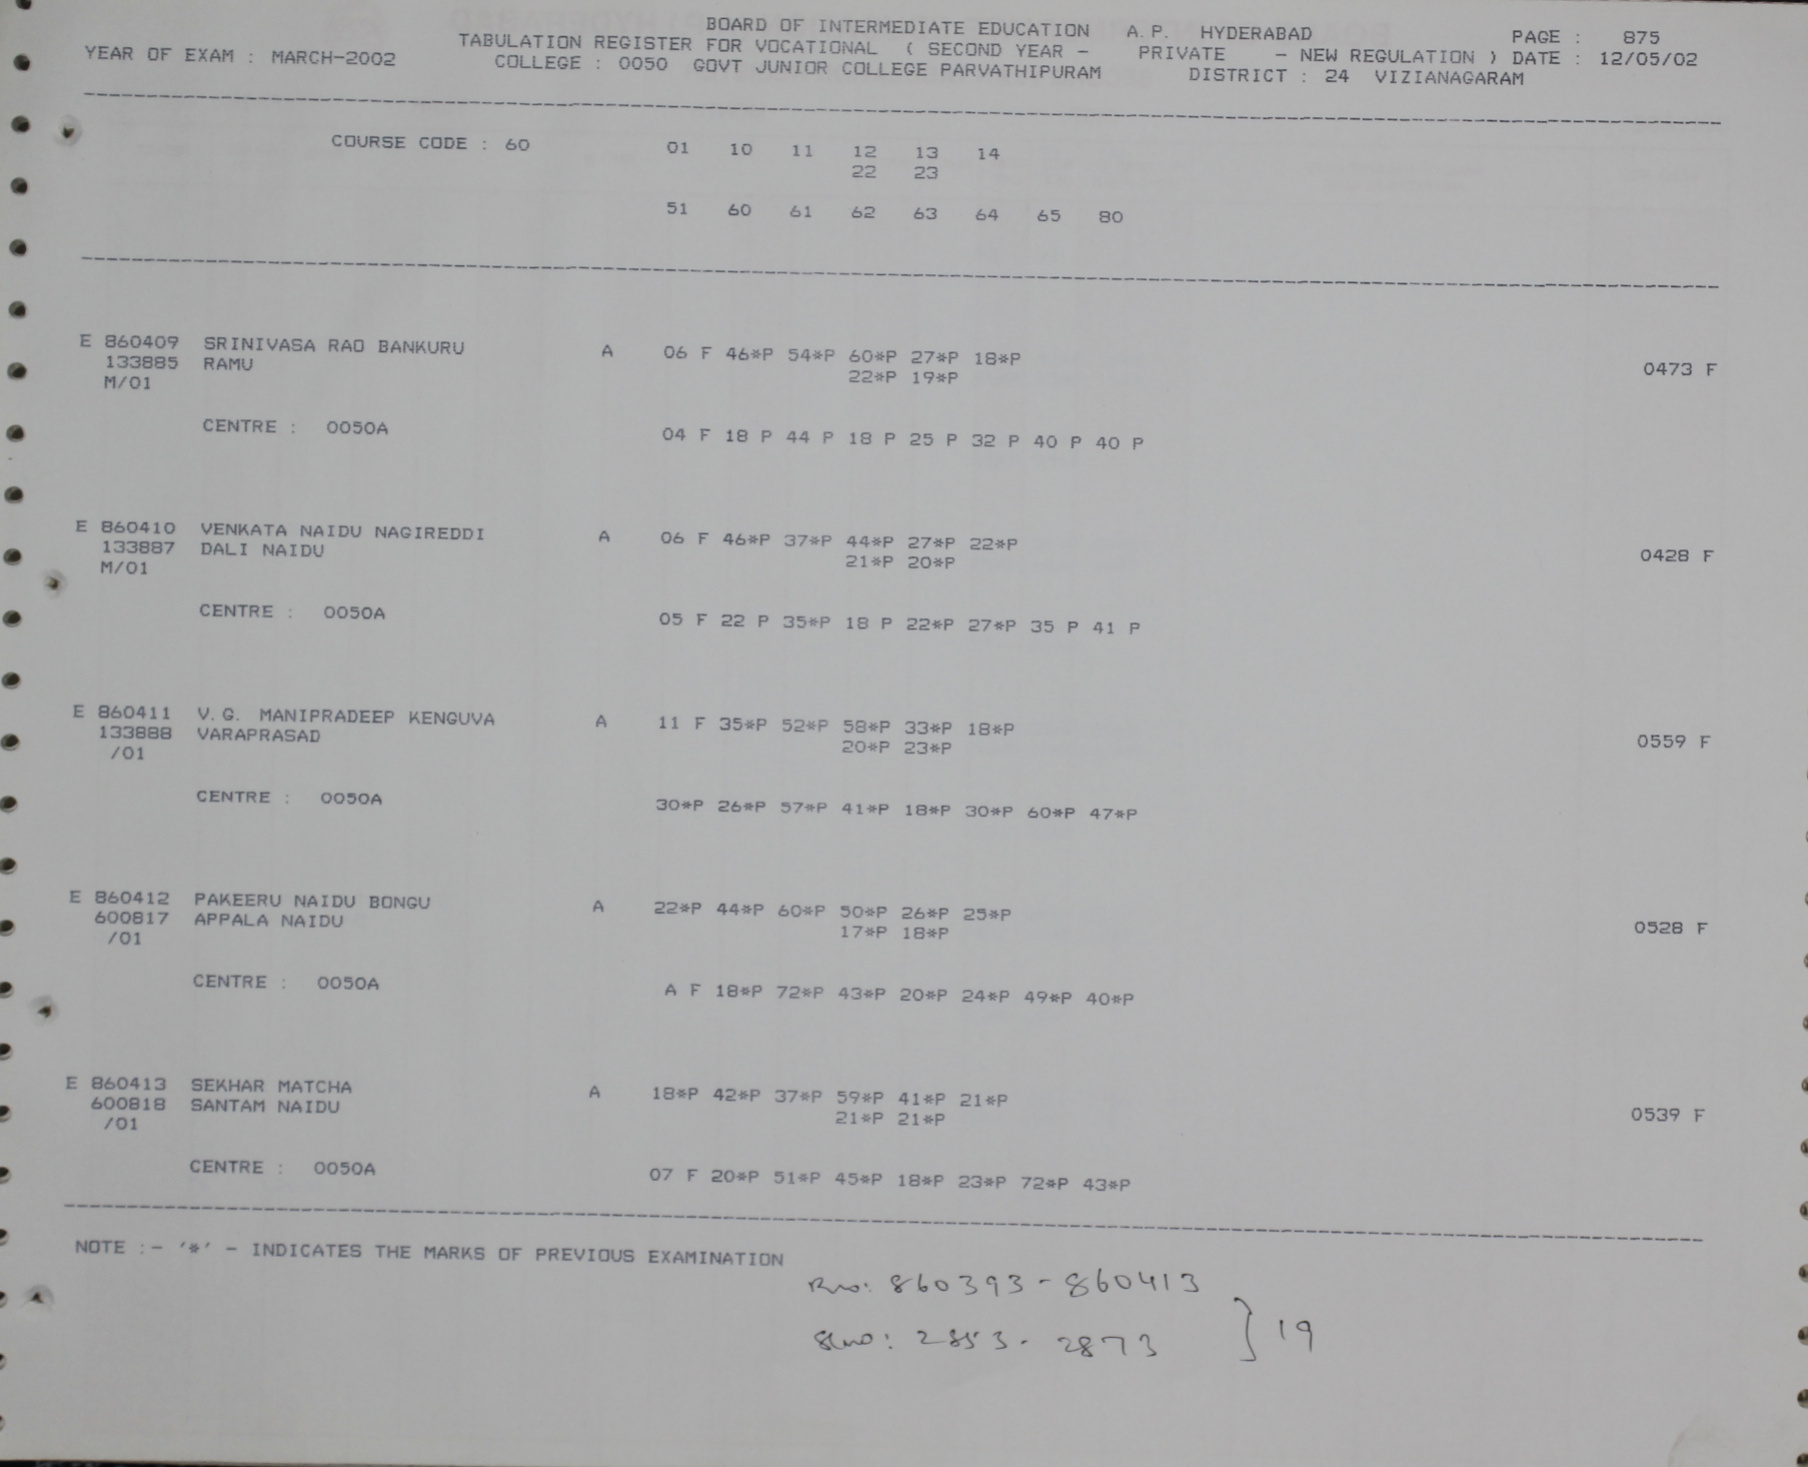 BOARD OF INTERMEDIATE EDUCATION A.P. HYDERABAD PAGE : 875
YEAR OF EXAM : MARCH-2002 TABULATION REGISTER FOR VOCATIONAL ( SECOND YEAR - PRIVATE - NEW REGULATION ) DATE : 12/05/02
COLLEGE : 0050 GOVT JUNIOR COLLEGE PARVATHIPURAM DISTRICT : 24 VIZIANAGARAM
COURSE CODE : 60 01 10 11 12 13 14
22 23
51 60 61 62 63 64 65 80
E 860409 SRINIVASA RAO BANKURU A 06 F 46*P 54*P 60*P 27*P 18*P
133885 RAMU 22*P 19*P 0473 F
M/01
CENTRE : 0050A 04 F 18 P 44 P 18 P 25 P 32 P 40 P 40 P
E 860410 VENKATA NAIDU NAGIREDDI A 06 F 46*P 37*P 44*P 27*P 22*P
133887 DALI NAIDU 21*P 20*P 0428 F
M/01
CENTRE : 0050A 05 F 22 P 35*P 18 P 22*P 27*P 35 P 41 P
E 860411 V.G. MANIPRADEEP KENGUVA A 11 F 35*P 52*P 58*P 33*P 18*P
133888 VARAPRASAD 20*P 23*P 0559 F
/01
CENTRE : 0050A 30*P 26*P 57*P 41*P 18*P 30*P 60*P 47*P
E 860412 PAKEERU NAIDU BONGU A 22*P 44*P 60*P 50*P 26*P 25*P
600817 APPALA NAIDU 17*P 18*P 0528 F
/01
CENTRE : 0050A A F 18*P 72*P 43*P 20*P 24*P 49*P 40*P
E 860413 SEKHAR MATCHA A 18*P 42*P 37*P 59*P 41*P 21*P
600818 SANTAM NAIDU 21*P 21*P 0539 F
/01
CENTRE : 0050A 07 F 20*P 51*P 45*P 18*P 23*P 72*P 43*P
NOTE :- '*' - INDICATES THE MARKS OF PREVIOUS EXAMINATION
Rno: 860393 - 860413
Slno: 2853 - 2873 } 19